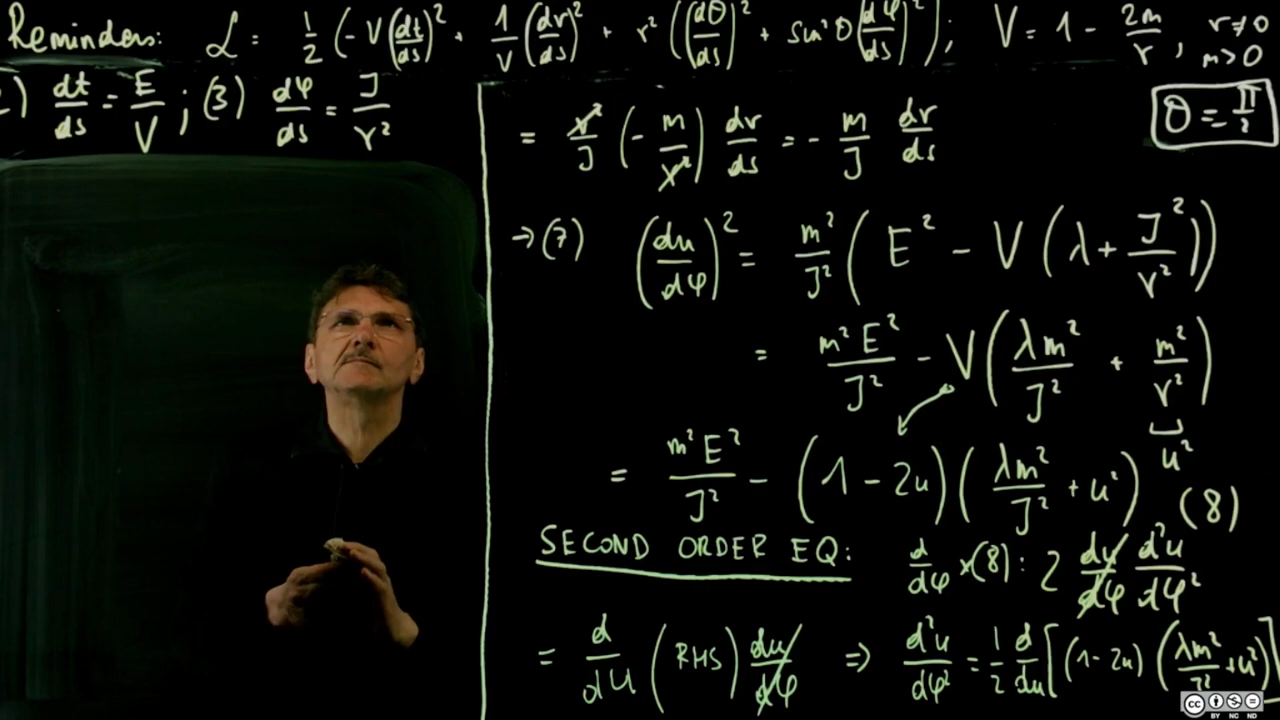 Reminders: ℒ = 1/2 (-V(dt/ds)² + 1/V (dr/ds)² + r² ((dθ/ds)² + sin²θ (dφ/ds)²)); V = 1 - 2m/r, r≠0 m>0
) dt/ds = E/V ; (3) dφ/ds = J/r²
θ = π/2
= r²/J (- m/r²) dr/ds = - m/J dr/ds
→ (7) (du/dφ)² = m²/J² (E² - V (λ + J²/r²))
= m²E²/J² - V (λm²/J² + m²/r²)
u²
= m²E²/J² - (1 - 2u) (λm²/J² + u²) (8)
SECOND ORDER EQ: d/dφ × (8): 2 du/dφ d²u/dφ²
= d/du (RHS) du/dφ ⇒ d²u/dφ² = -1/2 d/du [(1 - 2u) (λm²/J² + u²)]
CC BY NC ND